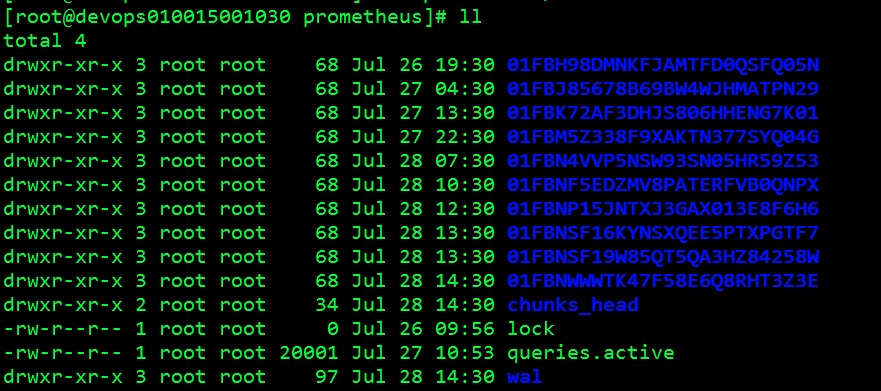 [root@devops010015001030 prometheus]# ll
total 4
drwxr-xr-x 3 root root    68 Jul 26 19:30 01FBH98DMNKFJAMTFD0QSFQ05N
drwxr-xr-x 3 root root    68 Jul 27 04:30 01FBJ85678B69BW4WJHMATPN29
drwxr-xr-x 3 root root    68 Jul 27 13:30 01FBK72AF3DHJS806HHENG7K01
drwxr-xr-x 3 root root    68 Jul 27 22:30 01FBM5Z338F9XAKTN377SYQ04G
drwxr-xr-x 3 root root    68 Jul 28 07:30 01FBN4VVP5NSW93SN05HR59Z53
drwxr-xr-x 3 root root    68 Jul 28 10:30 01FBNF5EDZMV8PATERFVB0QNPX
drwxr-xr-x 3 root root    68 Jul 28 12:30 01FBNP15JNTXJ3GAX013E8F6H6
drwxr-xr-x 3 root root    68 Jul 28 13:30 01FBNSF16KYNSXQEE5PTXPGTF7
drwxr-xr-x 3 root root    68 Jul 28 13:30 01FBNSF19W85QT5QA3HZ84258W
drwxr-xr-x 3 root root    68 Jul 28 14:30 01FBNWWWTK47F58E6Q8RHT3Z3E
drwxr-xr-x 2 root root    34 Jul 28 14:30 chunks_head
-rw-r--r-- 1 root root     0 Jul 26 09:56 lock
-rw-r--r-- 1 root root 20001 Jul 27 10:53 queries.active
drwxr-xr-x 3 root root    97 Jul 28 14:30 wal